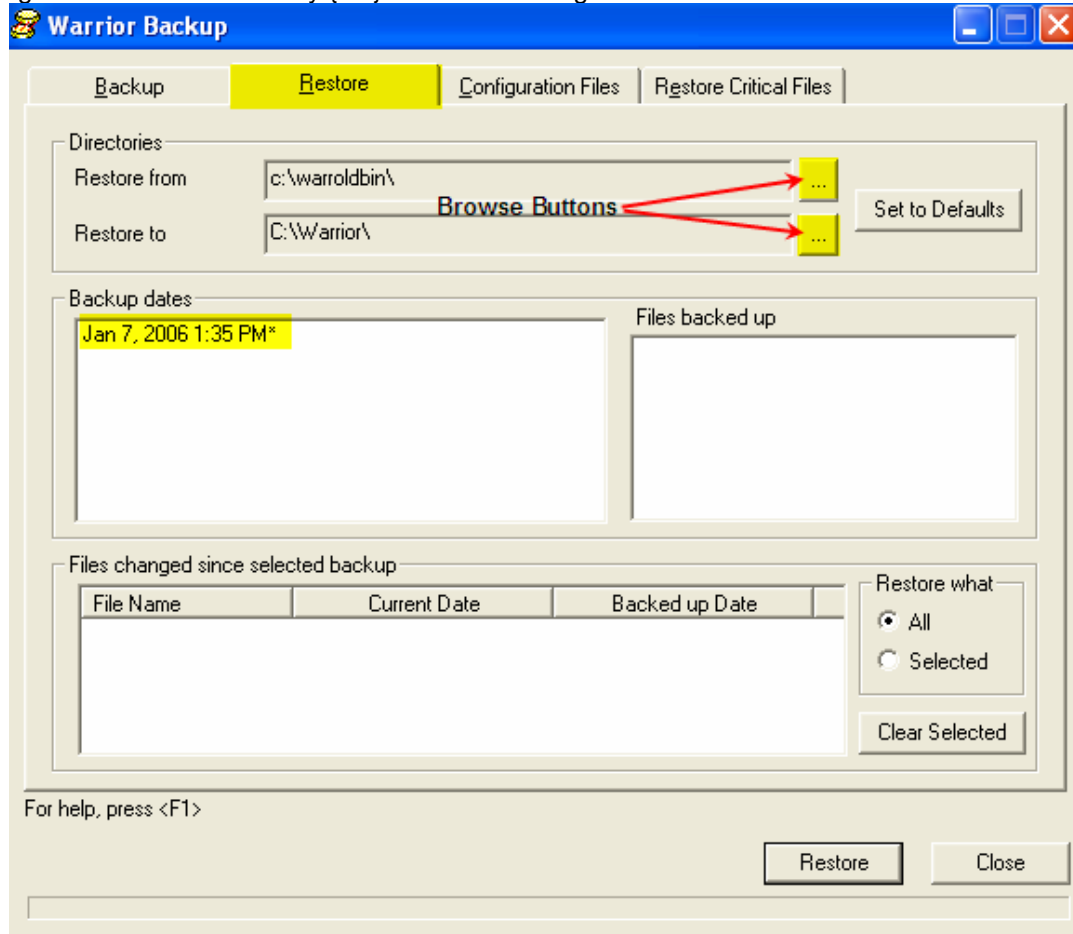 Warrior Backup
Backup Restore Configuration Files Restore Critical Files
Directories
Restore from c:\warroldbin\ ...
Browse Buttons
Set to Defaults
Restore to C:\Warrior\ ...
Backup dates
Files backed up
Jan 7, 2006 1:35 PM*
Files changed since selected backup
File Name Current Date Backed up Date
Restore what
All
Selected
Clear Selected
For help, press <F1>
Restore Close